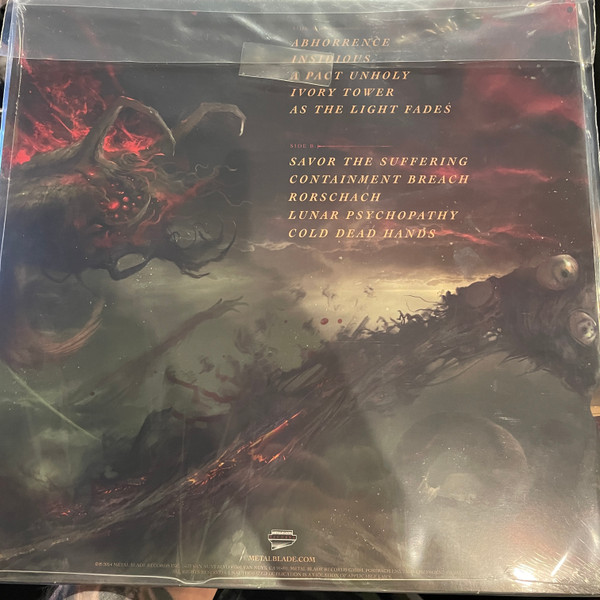 ABHORRENCE
INSIDIOUS
A PACT UNHOLY
IVORY TOWER
AS THE LIGHT FADES
SIDE B
SAVOR THE SUFFERING
CONTAINMENT BREACH
RORSCHACH
LUNAR PSYCHOPATHY
COLD DEAD HANDS
METALBLADE.COM